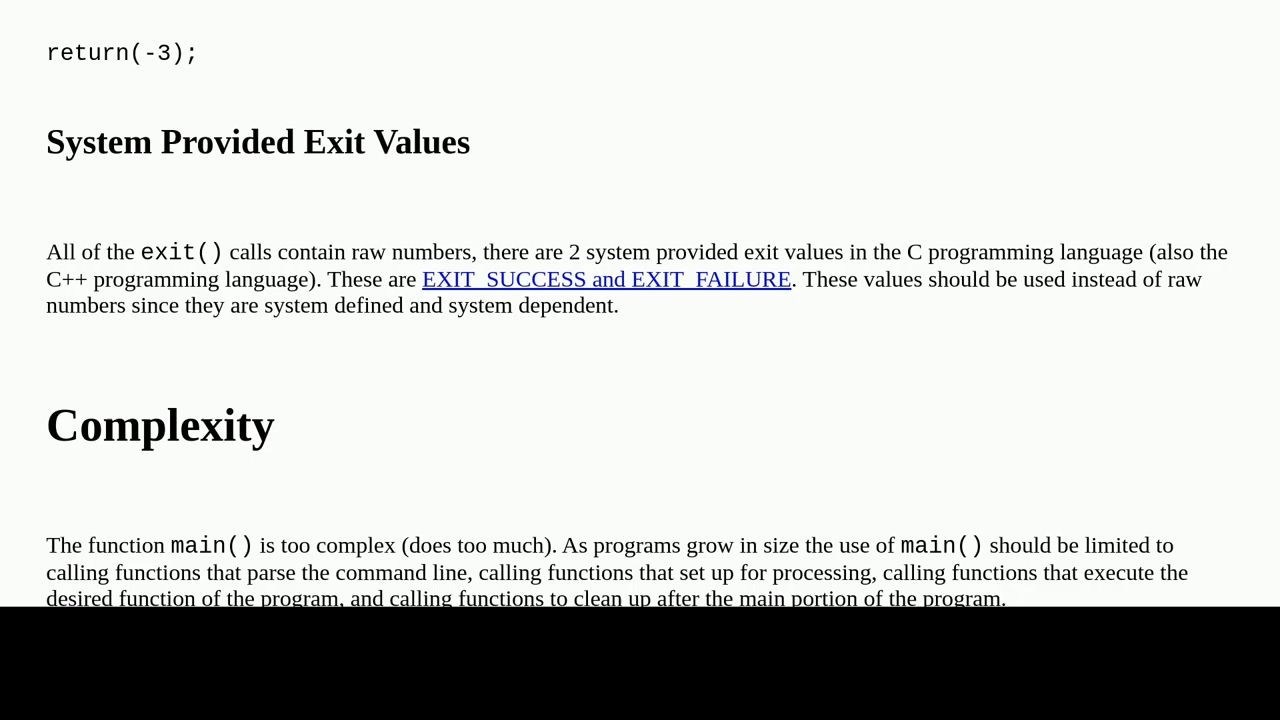 return(-3);
System Provided Exit Values
All of the exit() calls contain raw numbers, there are 2 system provided exit values in the C programming language (also the
C++ programming language). These are EXIT_SUCCESS and EXIT_FAILURE. These values should be used instead of raw
numbers since they are system defined and system dependent.
Complexity
The function main() is too complex (does too much). As programs grow in size the use of main() should be limited to
calling functions that parse the command line, calling functions that set up for processing, calling functions that execute the
desired function of the program, and calling functions to clean up after the main portion of the program.